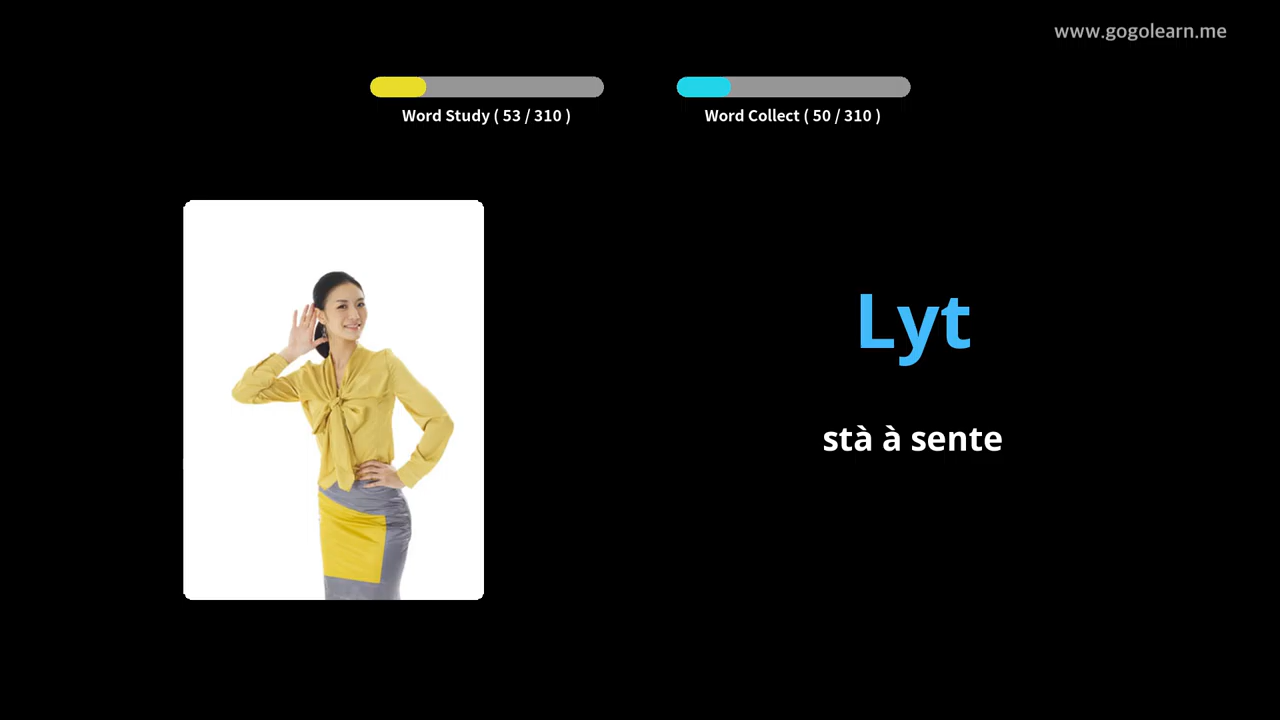 www.gogolearn.me
Word Study ( 53 / 310 )
Word Collect ( 50 / 310 )
Lyt
stà à sente